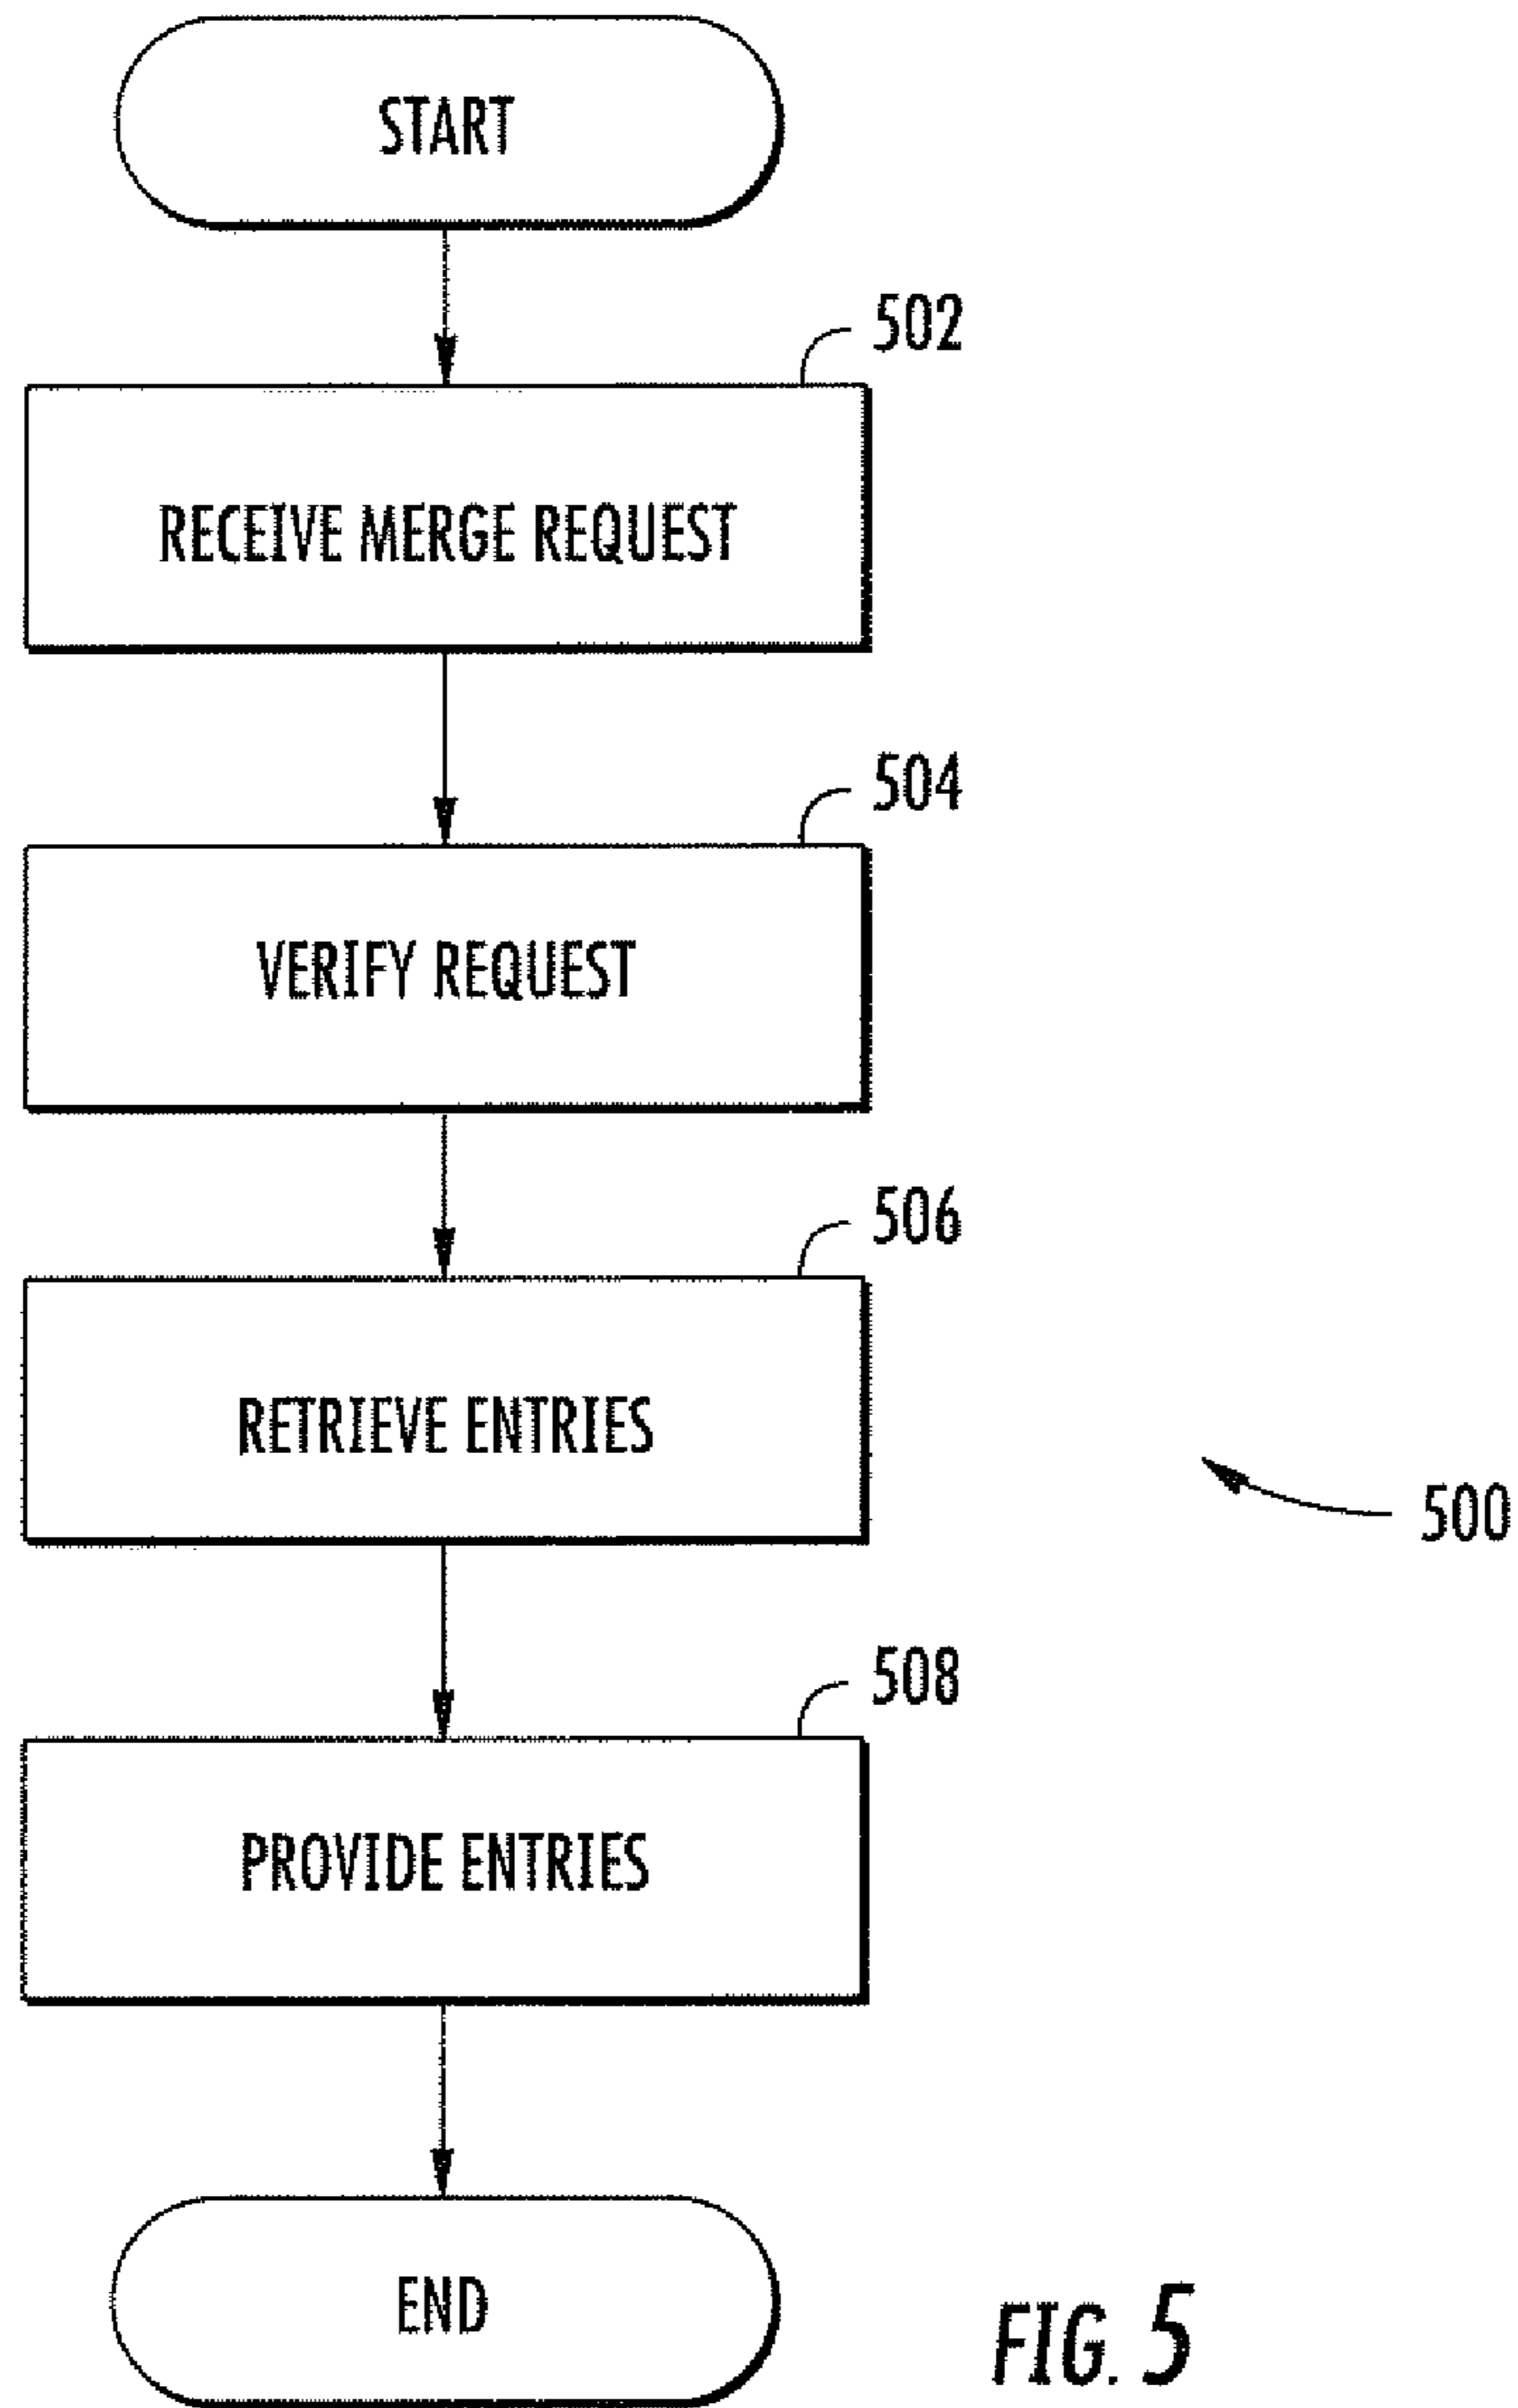 START
502
RECEIVE MERGE REQUEST
504
VERIFY REQUEST
506
RETRIEVE ENTRIES
500
508
PROVIDE ENTRIES
END
FIG. 5